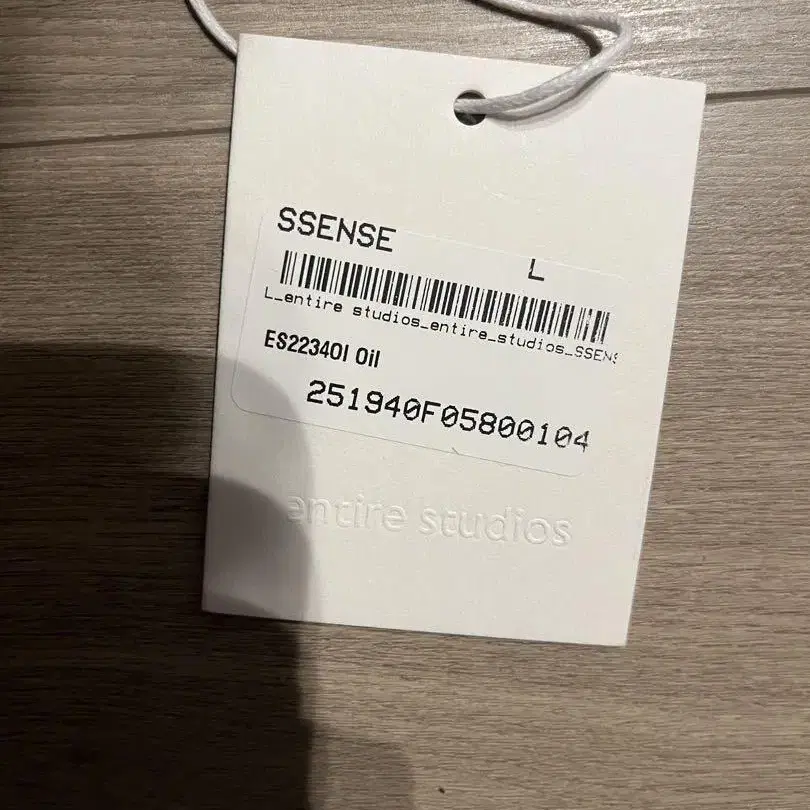 SSENSE
L
L_entire studios_entire_studios_SSENS
ES22340I Oil
251940F05800104
entire studios